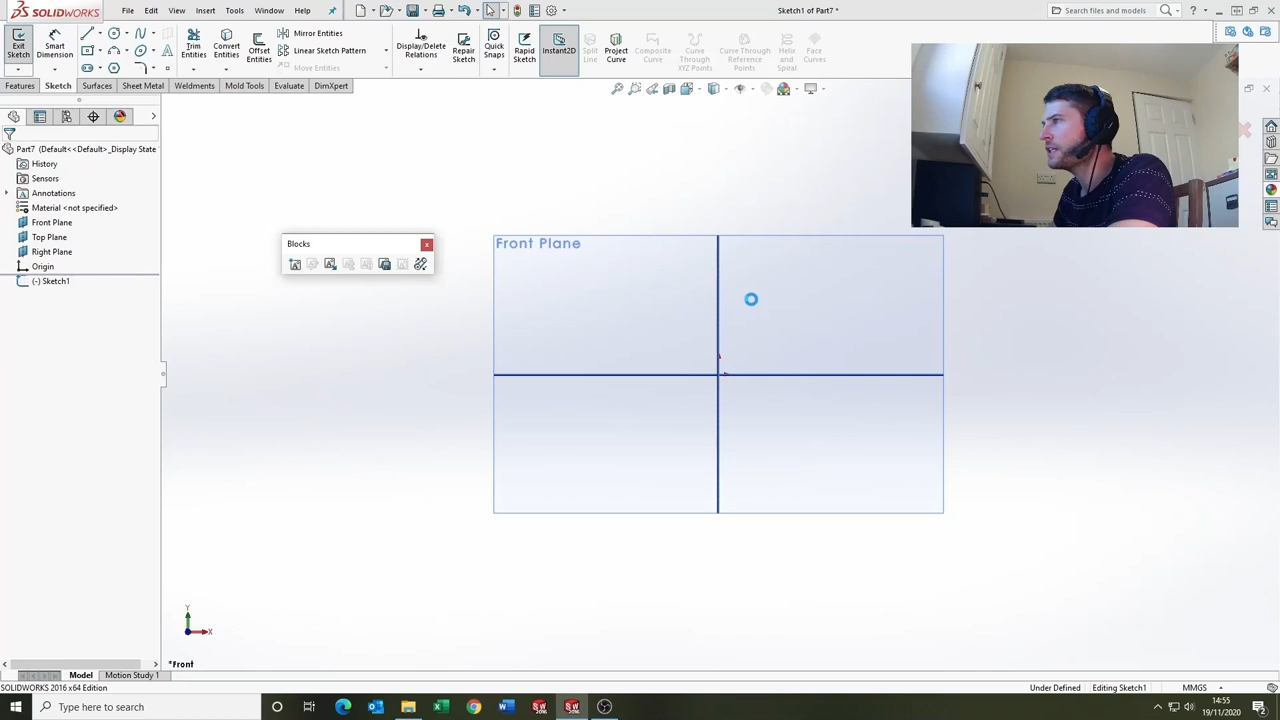 SOLIDWORKS
File
Edit
View
Insert
Tools
Window
Help
Sketch1 of Part7 *
Search files and models
Exit Sketch
Smart Dimension
Trim Entities
Convert Entities
Offset Entities
Mirror Entities
Linear Sketch Pattern
Move Entities
Display/Delete Relations
Repair Sketch
Quick Snaps
Rapid Sketch
Instant2D
Split Line
Project Curve
Composite Curve
Curve Through XYZ Points
Curve Through Reference Points
Helix and Spiral
Face Curves
Features
Sketch
Surfaces
Sheet Metal
Weldments
Mold Tools
Evaluate
DimXpert
Part7 (Default<<Default>_Display State
History
Sensors
Annotations
Material <not specified>
Front Plane
Top Plane
Right Plane
Origin
(-) Sketch1
Blocks
Front Plane
Y
X
*Front
Model
Motion Study 1
SOLIDWORKS 2016 x64 Edition
Under Defined
Editing Sketch1
MMGS
Type here to search
14:55
19/11/2020